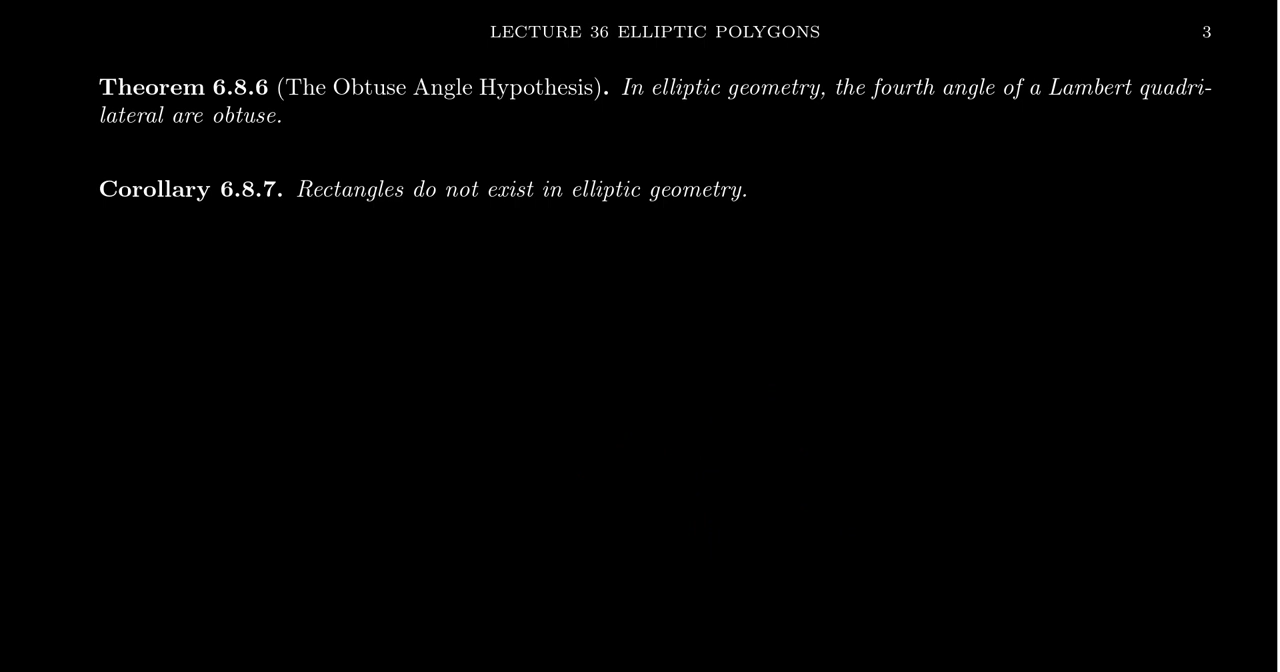 LECTURE 36 ELLIPTIC POLYGONS 3
Theorem 6.8.6 (The Obtuse Angle Hypothesis). In elliptic geometry, the fourth angle of a Lambert quadri-
lateral are obtuse.
Corollary 6.8.7. Rectangles do not exist in elliptic geometry.